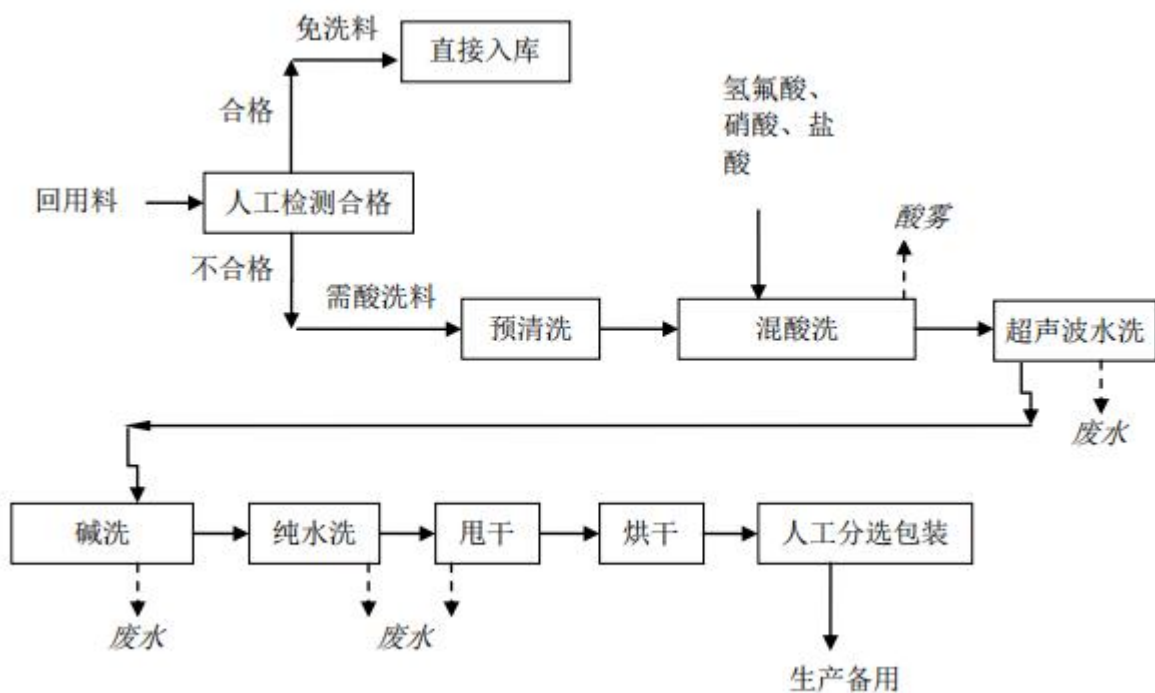 免洗料
直接入库
合格
氢氟酸、
硝酸、盐
酸
回用料
人工检测合格
酸雾
不合格
需酸洗料
预清洗
混酸洗
超声波水洗
废水
碱洗
纯水洗
甩干
烘干
人工分选包装
废水
废水
生产备用